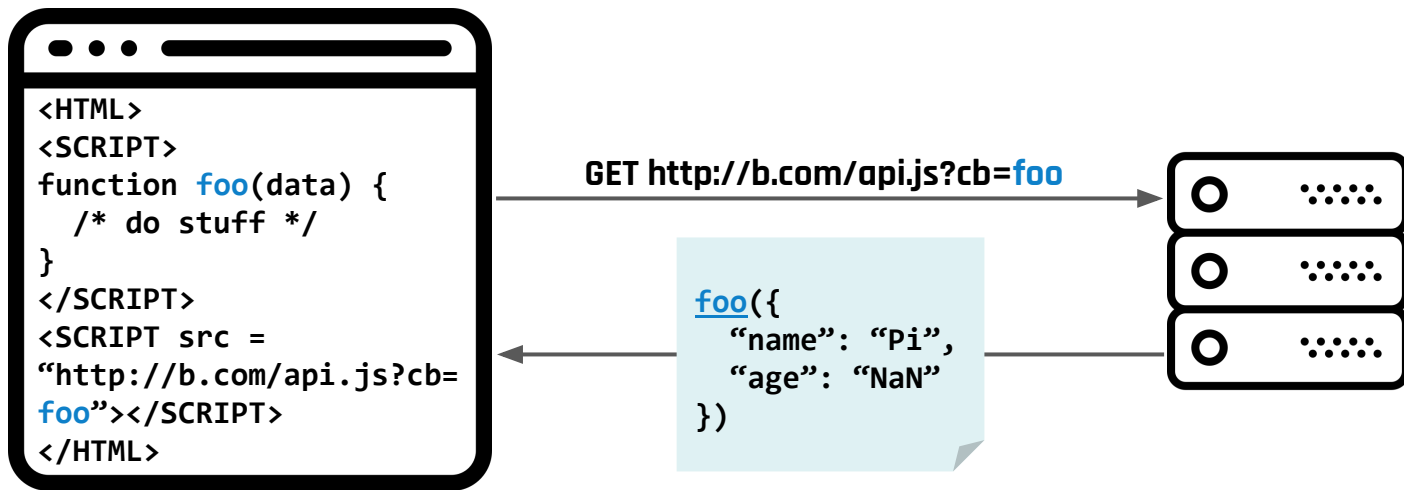 <HTML>
<SCRIPT>
function foo(data) {
  /* do stuff */
}
</SCRIPT>
<SCRIPT src =
“http://b.com/api.js?cb=
foo”></SCRIPT>
</HTML>
GET http://b.com/api.js?cb=foo
foo({
  “name”: “Pi”,
  “age”: “NaN”
})